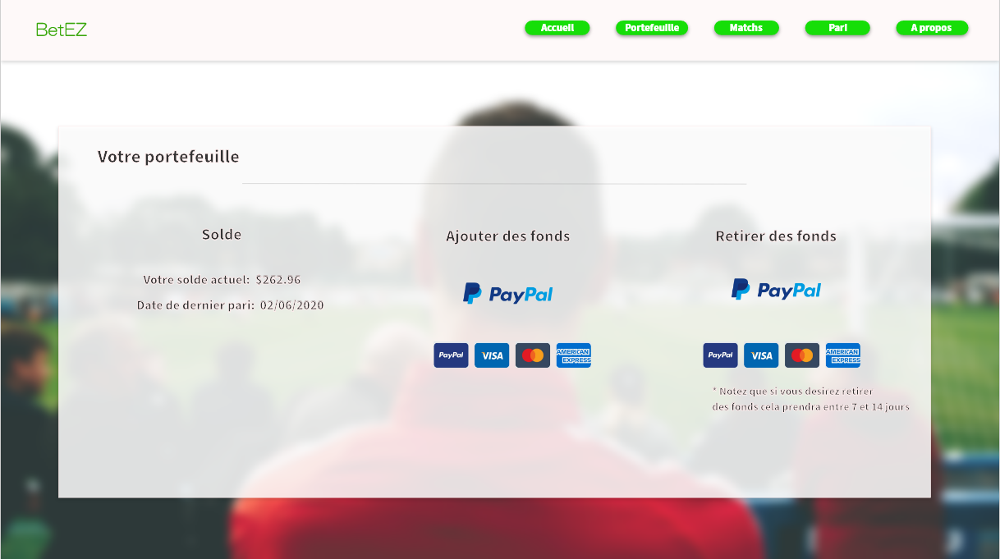 BetEZ
Accueil
Portefeuille
Matchs
Pari
A propos
Votre portefeuille
Solde
Votre solde actuel: $262.96
Date de dernier pari: 02/06/2020
Ajouter des fonds
PayPal
PayPal VISA AMERICAN EXPRESS
Retirer des fonds
PayPal
PayPal VISA AMERICAN EXPRESS
* Notez que si vous desirez retirer
des fonds cela prendra entre 7 et 14 jours